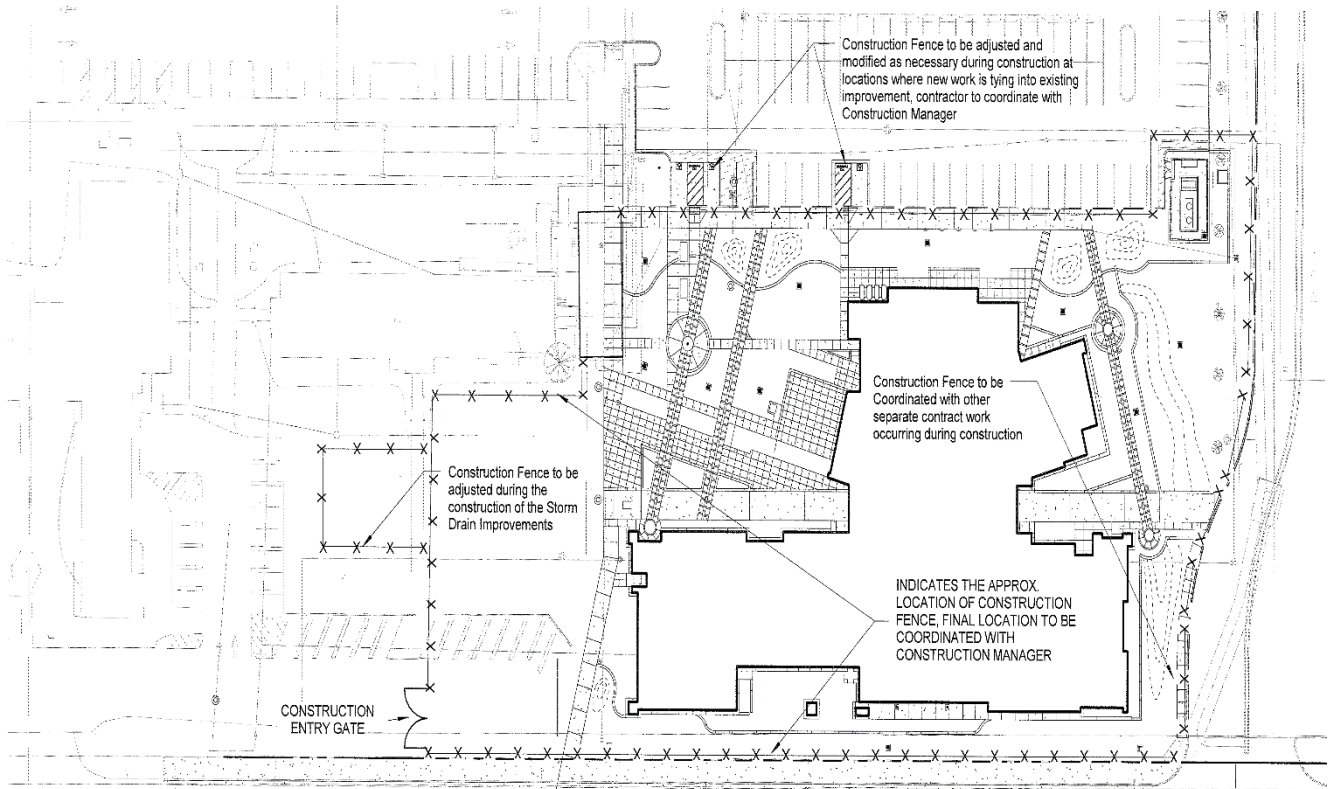 Construction Fence to be adjusted and
modified as necessary during construction at
locations where new work is tying into existing
improvement, contractor to coordinate with
Construction Manager
Construction Fence to be
Coordinated with other
separate contract work
occurring during construction
Construction Fence to be
adjusted during the
construction of the Storm
Drain Improvements
INDICATES THE APPROX.
LOCATION OF CONSTRUCTION
FENCE, FINAL LOCATION TO BE
COORDINATED WITH
CONSTRUCTION MANAGER
CONSTRUCTION
ENTRY GATE